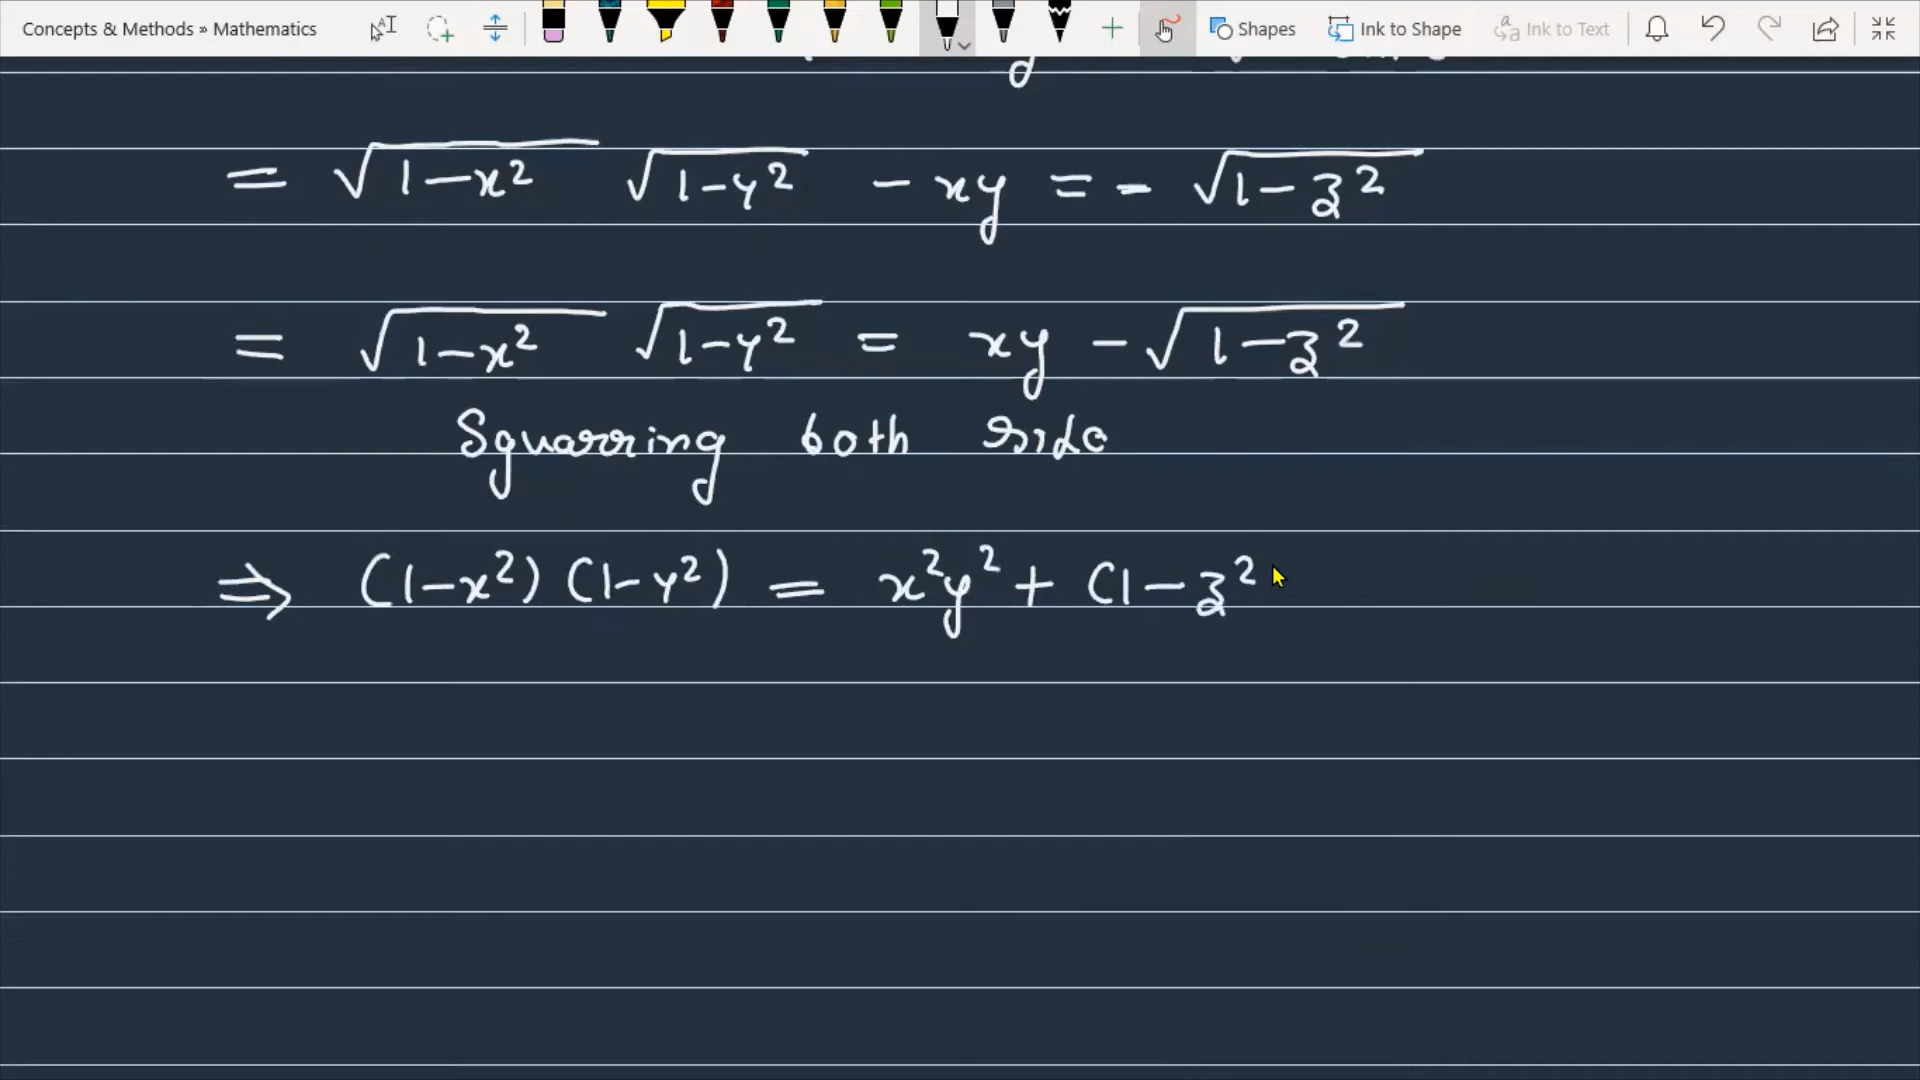 Concepts & Methods » Mathematics Shapes Ink to Shape Ink to Text
= √1-x² √1-y² - xy = - √1-z²
= √1-x² √1-y² = xy - √1-z²
Squarring both side
⇒ (1-x²) (1-y²) = x²y² + (1-z²